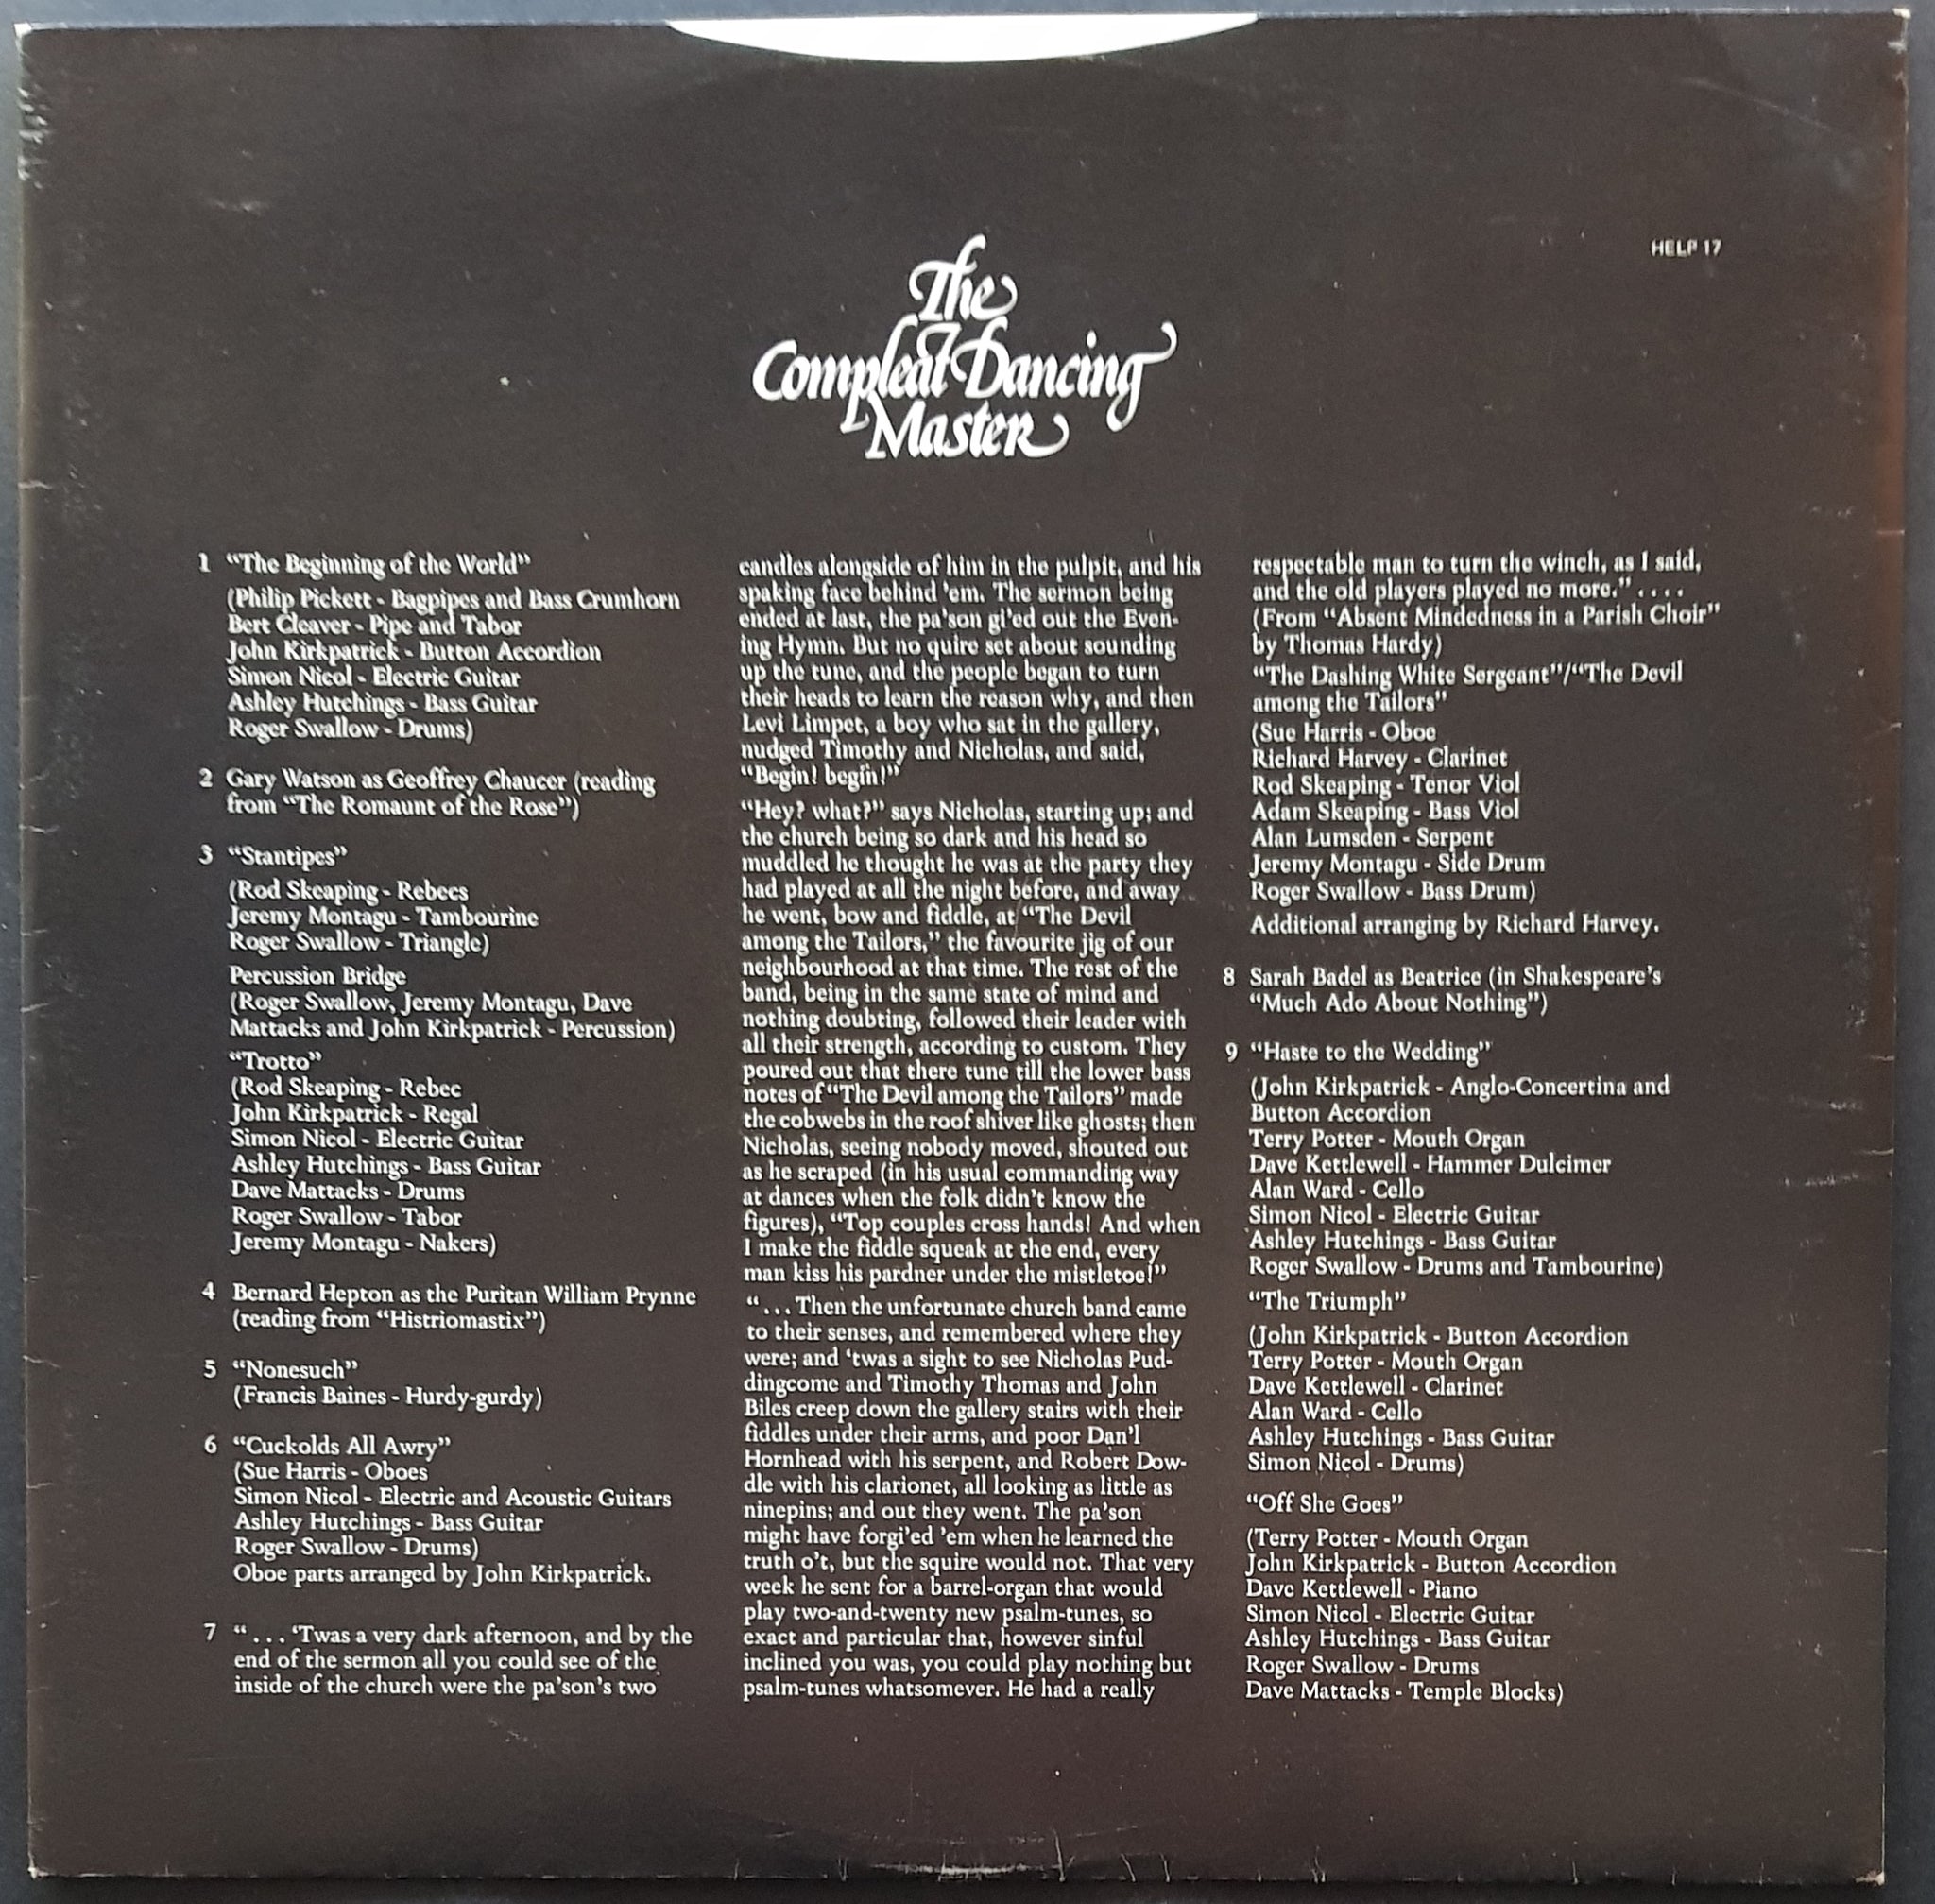 HELP 17
The
Compleat Dancing
Master
1 “The Beginning of the World”
(Philip Pickett - Bagpipes and Bass Crumhorn
Bert Cleaver - Pipe and Tabor
John Kirkpatrick - Button Accordion
Simon Nicol - Electric Guitar
Ashley Hutchings - Bass Guitar
Roger Swallow - Drums)
2 Gary Watson as Geoffrey Chaucer (reading
from “The Romaunt of the Rose”)
3 “Stantipes”
(Rod Skeaping - Rebecs
Jeremy Montagu - Tambourine
Roger Swallow - Triangle)
Percussion Bridge
(Roger Swallow, Jeremy Montagu, Dave
Mattacks and John Kirkpatrick - Percussion)
“Trotto”
(Rod Skeaping - Rebec
John Kirkpatrick - Regal
Simon Nicol - Electric Guitar
Ashley Hutchings - Bass Guitar
Dave Mattacks - Drums
Roger Swallow - Tabor
Jeremy Montagu - Nakers)
4 Bernard Hepton as the Puritan William Prynne
(reading from “Histriomastix”)
5 “Nonesuch”
(Francis Baines - Hurdy-gurdy)
6 “Cuckolds All Awry”
(Sue Harris - Oboes
Simon Nicol - Electric and Acoustic Guitars
Ashley Hutchings - Bass Guitar
Roger Swallow - Drums)
Oboe parts arranged by John Kirkpatrick.
7 “ . . . ‘Twas a very dark afternoon, and by the
end of the sermon all you could see of the
inside of the church were the pa’son’s two
candles alongside of him in the pulpit, and his
spaking face behind ’em. The sermon being
ended at last, the pa’son gi’ed out the Even-
ing Hymn. But no quire set about sounding
up the tune, and the people began to turn
their heads to learn the reason why, and then
Levi Limpet, a boy who sat in the gallery,
nudged Timothy and Nicholas, and said,
“Begin! begin!”
“Hey? what?” says Nicholas, starting up; and
the church being so dark and his head so
muddled he thought he was at the party they
had played at all the night before, and away
he went, bow and fiddle, at “The Devil
among the Tailors,” the favourite jig of our
neighbourhood at that time. The rest of the
band, being in the same state of mind and
nothing doubting, followed their leader with
all their strength, according to custom. They
poured out that there tune till the lower bass
notes of “The Devil among the Tailors” made
the cobwebs in the roof shiver like ghosts; then
Nicholas, seeing nobody moved, shouted out
as he scraped (in his usual commanding way
at dances when the folk didn’t know the
figures), “Top couples cross hands! And when
I make the fiddle squeak at the end, every
man kiss his pardner under the mistletoe!”
“ . . . Then the unfortunate church band came
to their senses, and remembered where they
were; and ‘twas a sight to see Nicholas Pud-
dingcome and Timothy Thomas and John
Biles creep down the gallery stairs with their
fiddles under their arms, and poor Dan’l
Hornhead with his serpent, and Robert Dow-
dle with his clarionet, all looking as little as
ninepins; and out they went. The pa’son
might have forgi’ed ’em when he learned the
truth o’t, but the squire would not. That very
week he sent for a barrel-organ that would
play two-and-twenty new psalm-tunes, so
exact and particular that, however sinful
inclined you was, you could play nothing but
psalm-tunes whatsomever. He had a really
respectable man to turn the winch, as I said,
and the old players played no more.” . . . .
(From “Absent Mindedness in a Parish Choir”
by Thomas Hardy)
“The Dashing White Sergeant”/“The Devil
among the Tailors”
(Sue Harris - Oboe
Richard Harvey - Clarinet
Rod Skeaping - Tenor Viol
Adam Skeaping - Bass Viol
Alan Lumsden - Serpent
Jeremy Montagu - Side Drum
Roger Swallow - Bass Drum)
Additional arranging by Richard Harvey.
8 Sarah Badel as Beatrice (in Shakespeare’s
“Much Ado About Nothing”)
9 “Haste to the Wedding”
(John Kirkpatrick - Anglo-Concertina and
Button Accordion
Terry Potter - Mouth Organ
Dave Kettlewell - Hammer Dulcimer
Alan Ward - Cello
Simon Nicol - Electric Guitar
Ashley Hutchings - Bass Guitar
Roger Swallow - Drums and Tambourine)
“The Triumph”
(John Kirkpatrick - Button Accordion
Terry Potter - Mouth Organ
Dave Kettlewell - Clarinet
Alan Ward - Cello
Ashley Hutchings - Bass Guitar
Simon Nicol - Drums)
“Off She Goes”
(Terry Potter - Mouth Organ
John Kirkpatrick - Button Accordion
Dave Kettlewell - Piano
Simon Nicol - Electric Guitar
Ashley Hutchings - Bass Guitar
Roger Swallow - Drums
Dave Mattacks - Temple Blocks)